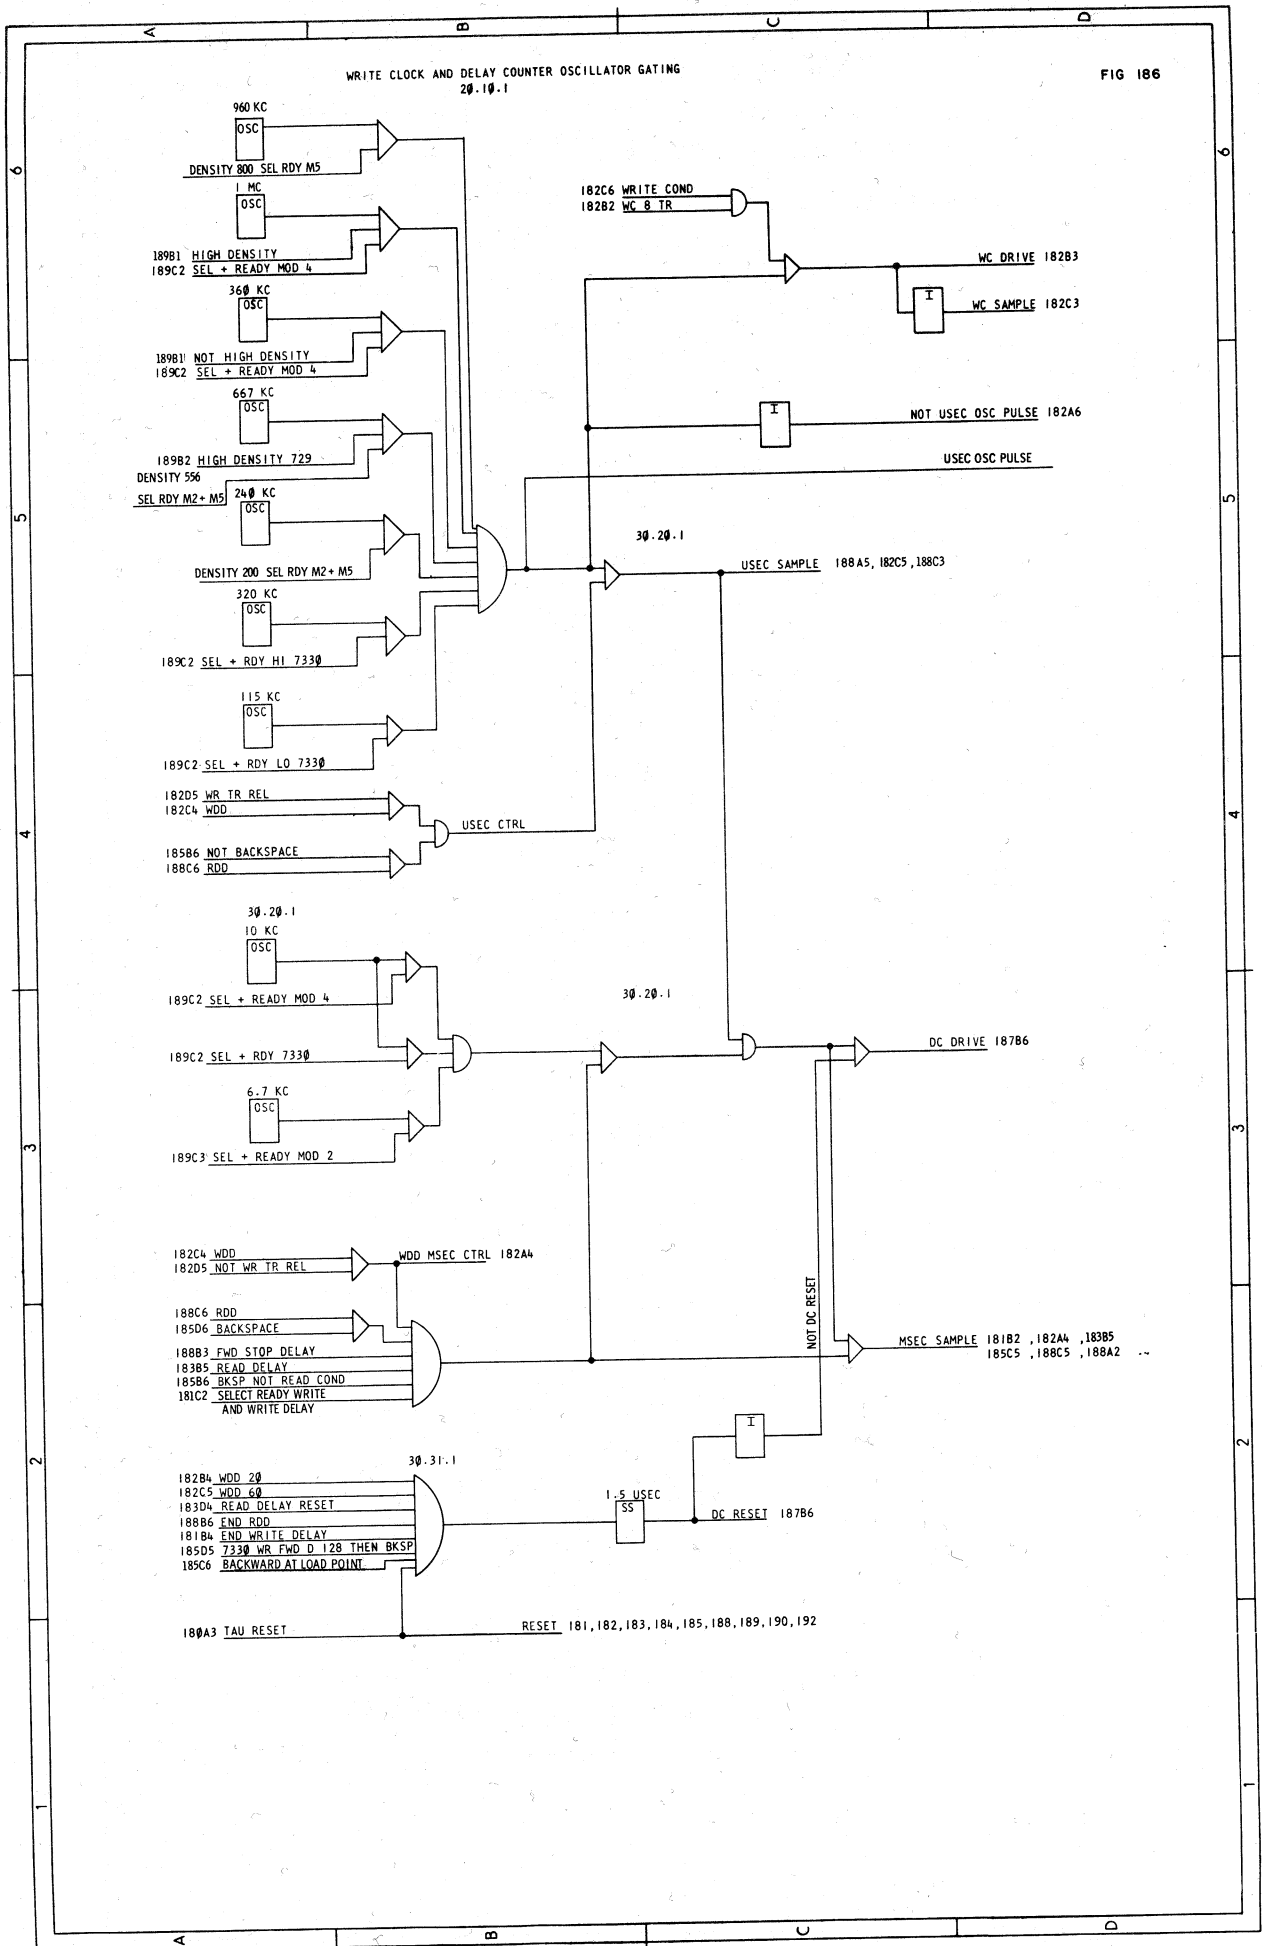 A B C D
WRITE CLOCK AND DELAY COUNTER OSCILLATOR GATING
20.10.1
FIG 186
960 KC
OSC
DENSITY 800 SEL RDY M5
6
6
1 MC
OSC
182C6 WRITE COND
182B2 WC 8 TR
189B1 HIGH DENSITY
189C2 SEL + READY MOD 4
WC DRIVE 182B3
360 KC
OSC
I
WC SAMPLE 182C3
189B1 NOT HIGH DENSITY
189C2 SEL + READY MOD 4
667 KC
OSC
I
NOT USEC OSC PULSE 182A6
189B2 HIGH DENSITY 729
USEC OSC PULSE
DENSITY 556
SEL RDY M2+ M5
240 KC
OSC
5
5
30.20.1
DENSITY 200 SEL RDY M2+ M5
USEC SAMPLE 188A5, 182C5, 188C3
320 KC
OSC
189C2 SEL + RDY HI 7330
115 KC
OSC
189C2 SEL + RDY LO 7330
182D5 WR TR REL
182C4 WDD
USEC CTRL
4
4
185B6 NOT BACKSPACE
188C6 RDD
30.20.1
10 KC
OSC
189C2 SEL + READY MOD 4
30.20.1
189C2 SEL + RDY 7330
DC DRIVE 187B6
6.7 KC
OSC
3
3
189C3 SEL + READY MOD 2
182C4 WDD
182D5 NOT WR TR REL
WDD MSEC CTRL 182A4
NOT DC RESET
188C6 RDD
185D6 BACKSPACE
188B3 FWD STOP DELAY
183B5 READ DELAY
185B6 BKSP NOT READ COND
181C2 SELECT READY WRITE
AND WRITE DELAY
MSEC SAMPLE 181B2 ,182A4 ,183B5
185C5 ,188C5 ,188A2
I
2
2
30.31.1
182B4 WDD 20
182C5 WDD 60
183D4 READ DELAY RESET
188B6 END RDD
181B4 END WRITE DELAY
185D5 7330 WR FWD D 128 THEN BKSP
185C6 BACKWARD AT LOAD POINT
1.5 USEC
SS
DC RESET 187B6
180A3 TAU RESET
RESET 181,182,183,184,185,188,189,190,192
1
1
A B C D